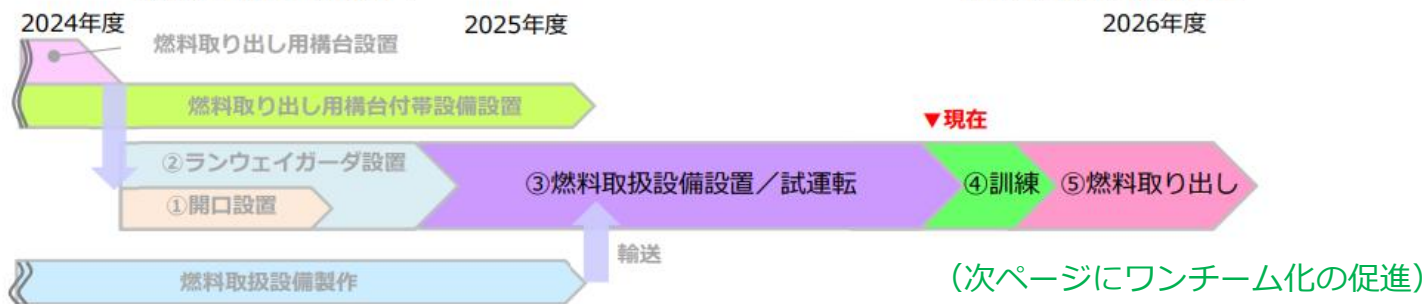 2024年度
2025年度
2026年度
燃料取り出し用構台設置
燃料取り出し用構台付帯設備設置
▼現在
②ランウェイガーダ設置
③燃料取扱設備設置／試運転
④訓練
⑤燃料取り出し
①開口設置
輸送
燃料取扱設備製作
（次ページにワンチーム化の促進）